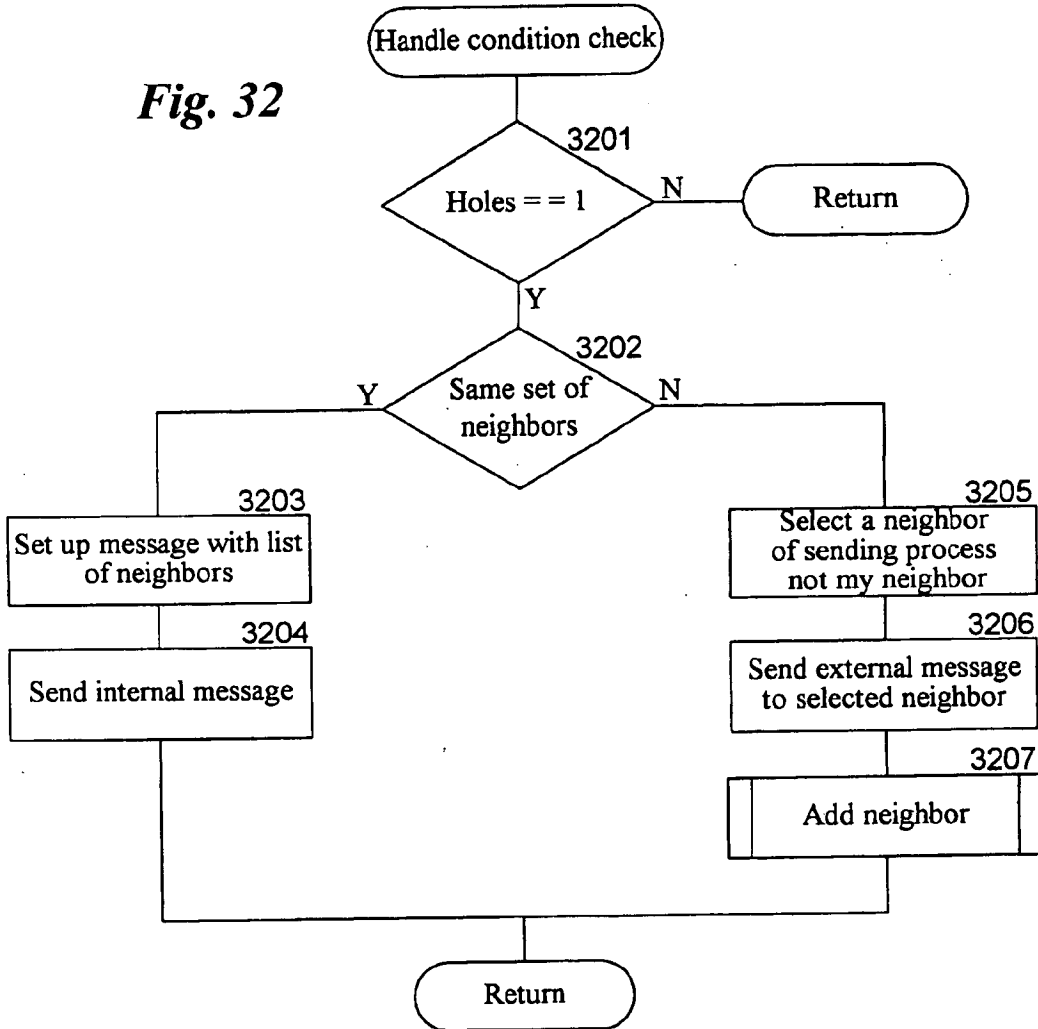 Handle condition check
Fig. 32
3201
Holes = = 1
N
Return
Y
3202
Same set of
neighbors
Y
N
3203
Set up message with list
of neighbors
3204
Send internal message
3205
Select a neighbor
of sending process
not my neighbor
3206
Send external message
to selected neighbor
3207
Add neighbor
Return